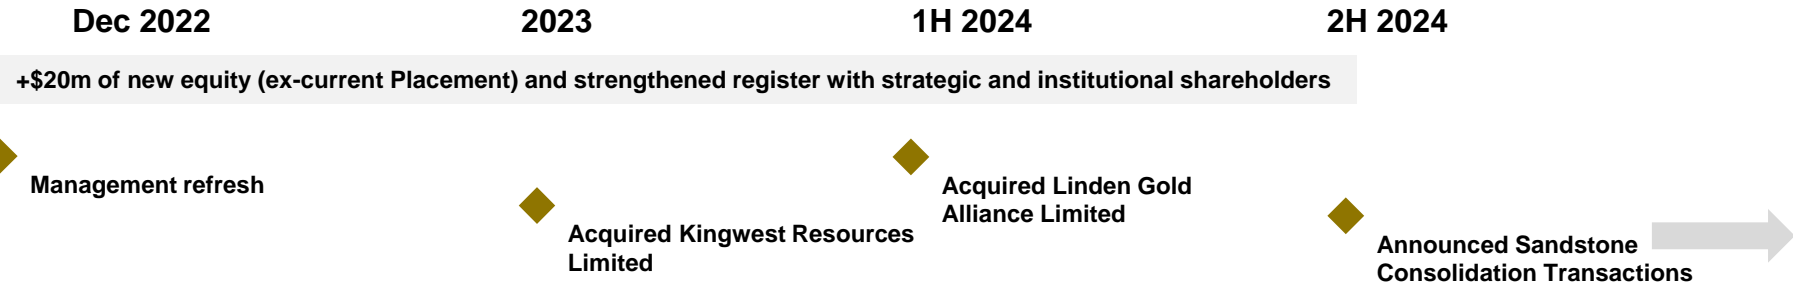 Dec 2022
2023
1H 2024
2H 2024
+$20m of new equity (ex-current Placement) and strengthened register with strategic and institutional shareholders
Management refresh
Acquired Kingwest Resources
Limited
Acquired Linden Gold
Alliance Limited
Announced Sandstone
Consolidation Transactions